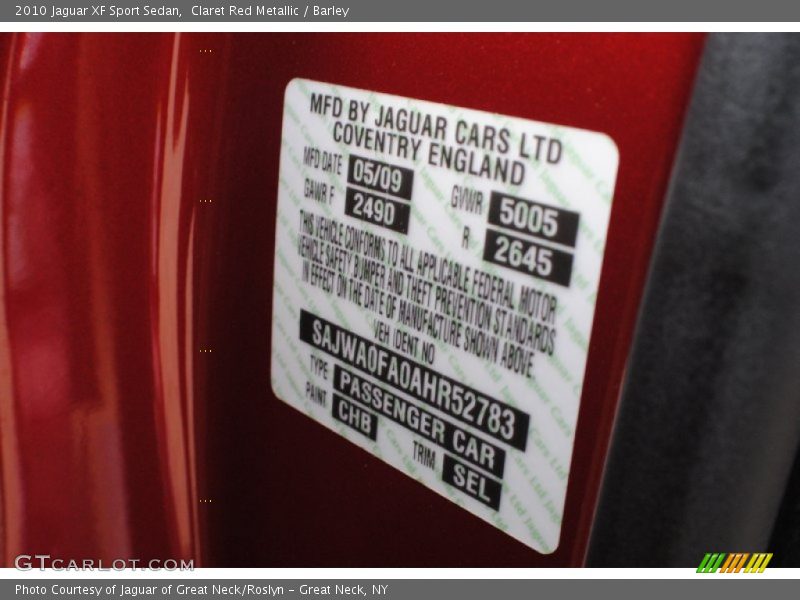 2010 Jaguar XF Sport Sedan,  Claret Red Metallic / Barley
MFD BY JAGUAR CARS LTD
COVENTRY ENGLAND
MFD DATE 05/09 GVWR 5005
GAWR F 2490 R 2645
THIS VEHICLE CONFORMS TO ALL APPLICABLE FEDERAL MOTOR
VEHICLE SAFETY BUMPER AND THEFT PREVENTION STANDARDS
IN EFFECT ON THE DATE OF MANUFACTURE SHOWN ABOVE
VEH IDENT NO
SAJWA0FA0AHR52783
TYPE PASSENGER CAR
PAINT CHB TRIM SEL
GTCARLOT.COM
Photo Courtesy of Jaguar of Great Neck/Roslyn – Great Neck, NY